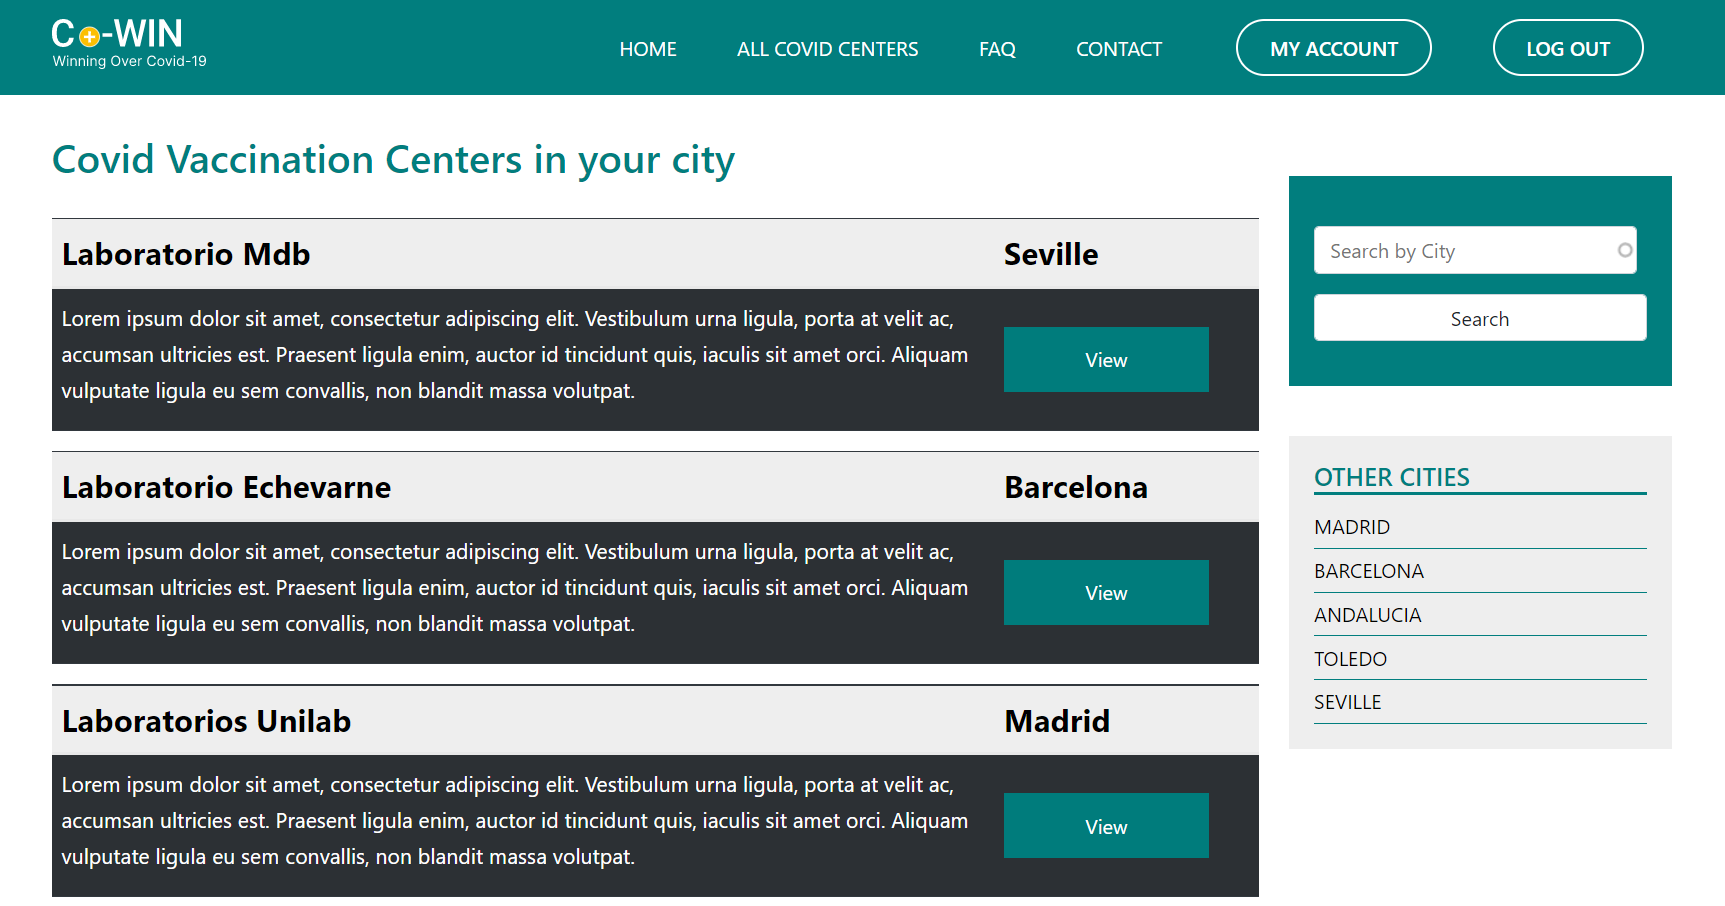 CO-WIN
Winning Over Covid-19
HOME
ALL COVID CENTERS
FAQ
CONTACT
MY ACCOUNT
LOG OUT
Covid Vaccination Centers in your city
Laboratorio Mdb
Seville
Lorem ipsum dolor sit amet, consectetur adipiscing elit. Vestibulum urna ligula, porta at velit ac,
accumsan ultricies est. Praesent ligula enim, auctor id tincidunt quis, iaculis sit amet orci. Aliquam
vulputate ligula eu sem convallis, non blandit massa volutpat.
View
Laboratorio Echevarne
Barcelona
Lorem ipsum dolor sit amet, consectetur adipiscing elit. Vestibulum urna ligula, porta at velit ac,
accumsan ultricies est. Praesent ligula enim, auctor id tincidunt quis, iaculis sit amet orci. Aliquam
vulputate ligula eu sem convallis, non blandit massa volutpat.
View
Laboratorios Unilab
Madrid
Lorem ipsum dolor sit amet, consectetur adipiscing elit. Vestibulum urna ligula, porta at velit ac,
accumsan ultricies est. Praesent ligula enim, auctor id tincidunt quis, iaculis sit amet orci. Aliquam
vulputate ligula eu sem convallis, non blandit massa volutpat.
View
Search by City
Search
OTHER CITIES
MADRID
BARCELONA
ANDALUCIA
TOLEDO
SEVILLE